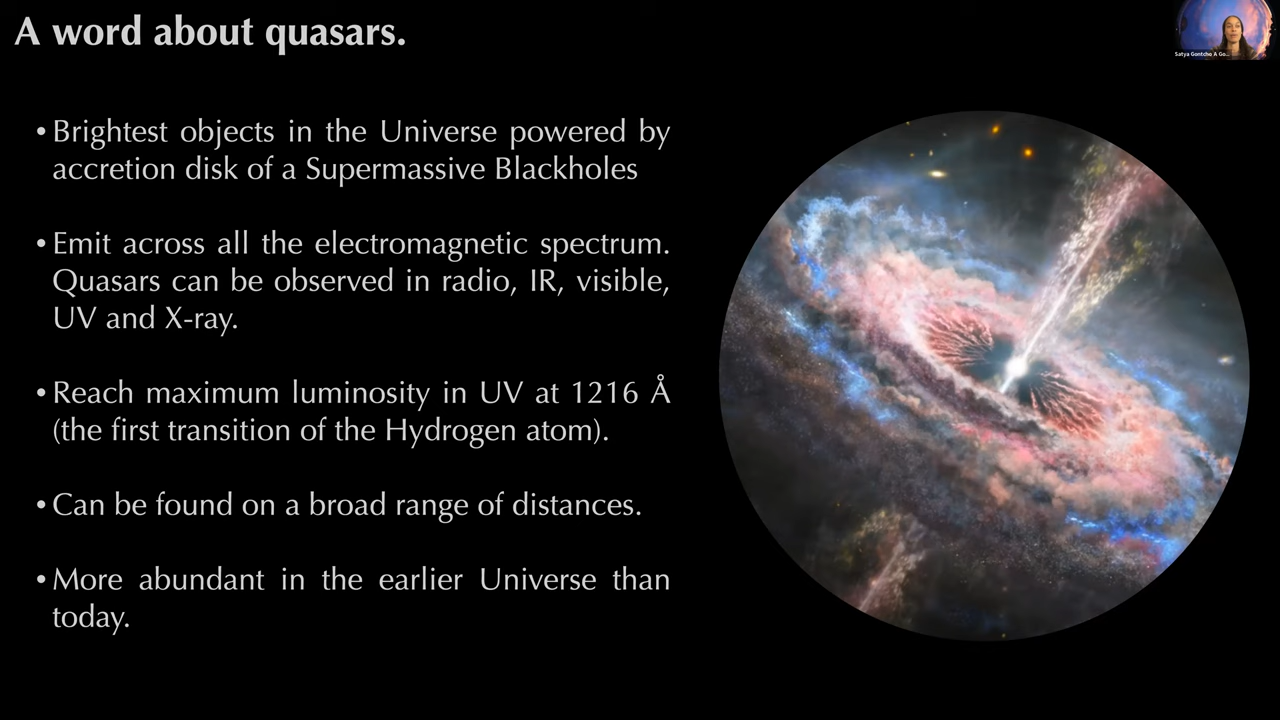 A word about quasars.
Satya Gontcho A Go...
• Brightest objects in the Universe powered by
accretion disk of a Supermassive Blackholes
• Emit across all the electromagnetic spectrum.
Quasars can be observed in radio, IR, visible,
UV and X-ray.
• Reach maximum luminosity in UV at 1216 Å
(the first transition of the Hydrogen atom).
• Can be found on a broad range of distances.
• More abundant in the earlier Universe than
today.